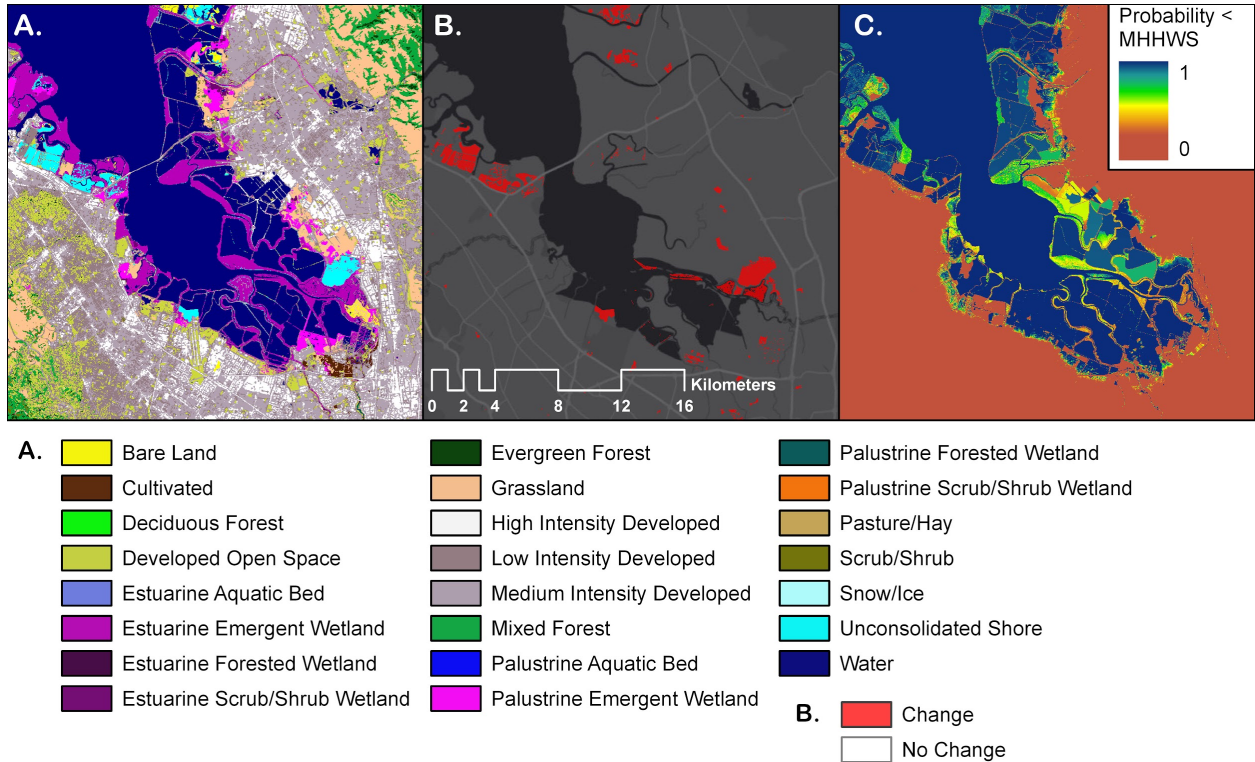 A.
B.
C.
Probability <
MHHWS
1
0
Kilometers
0 2 4 8 12 16
A.
Bare Land
Cultivated
Deciduous Forest
Developed Open Space
Estuarine Aquatic Bed
Estuarine Emergent Wetland
Estuarine Forested Wetland
Estuarine Scrub/Shrub Wetland
Evergreen Forest
Grassland
High Intensity Developed
Low Intensity Developed
Medium Intensity Developed
Mixed Forest
Palustrine Aquatic Bed
Palustrine Emergent Wetland
Palustrine Forested Wetland
Palustrine Scrub/Shrub Wetland
Pasture/Hay
Scrub/Shrub
Snow/Ice
Unconsolidated Shore
Water
B.
Change
No Change